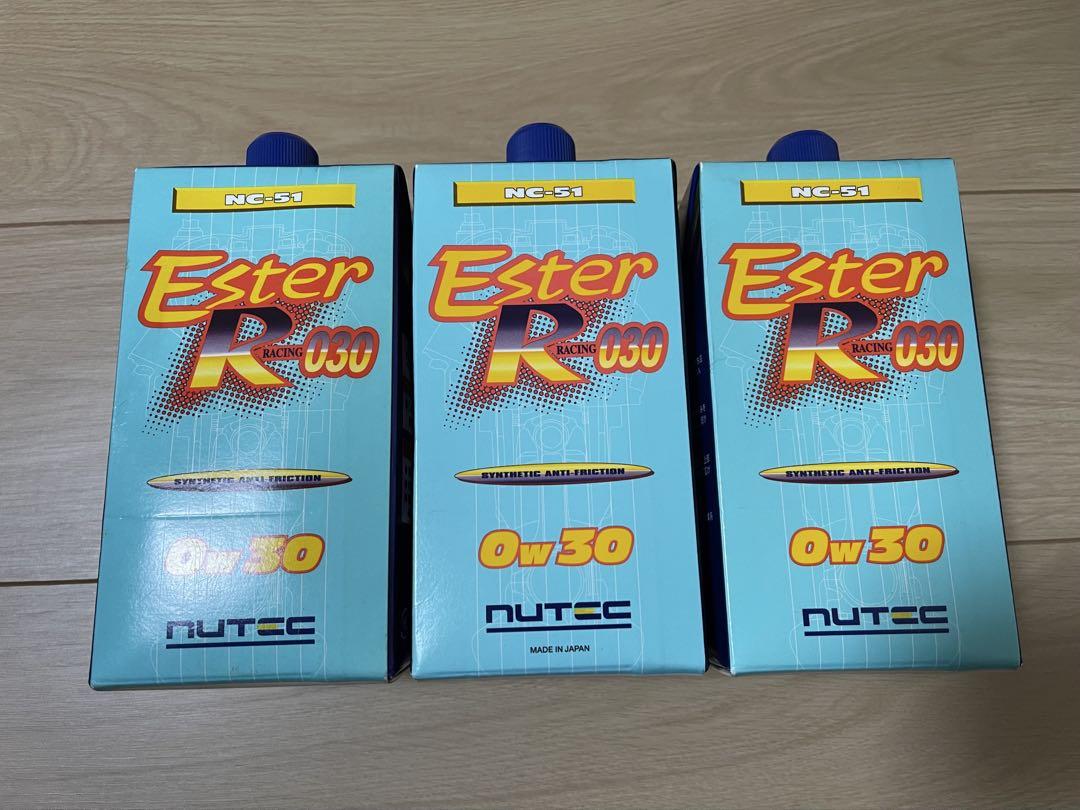 NC-51
Ester
R
RACING 030
SYNTHETIC ANTI-FRICTION
0W30
NUTEC
NC-51
Ester
R
RACING 030
SYNTHETIC ANTI-FRICTION
0W30
NUTEC
MADE IN JAPAN
NC-51
Ester
R
RACING 030
SYNTHETIC ANTI-FRICTION
0W30
NUTEC